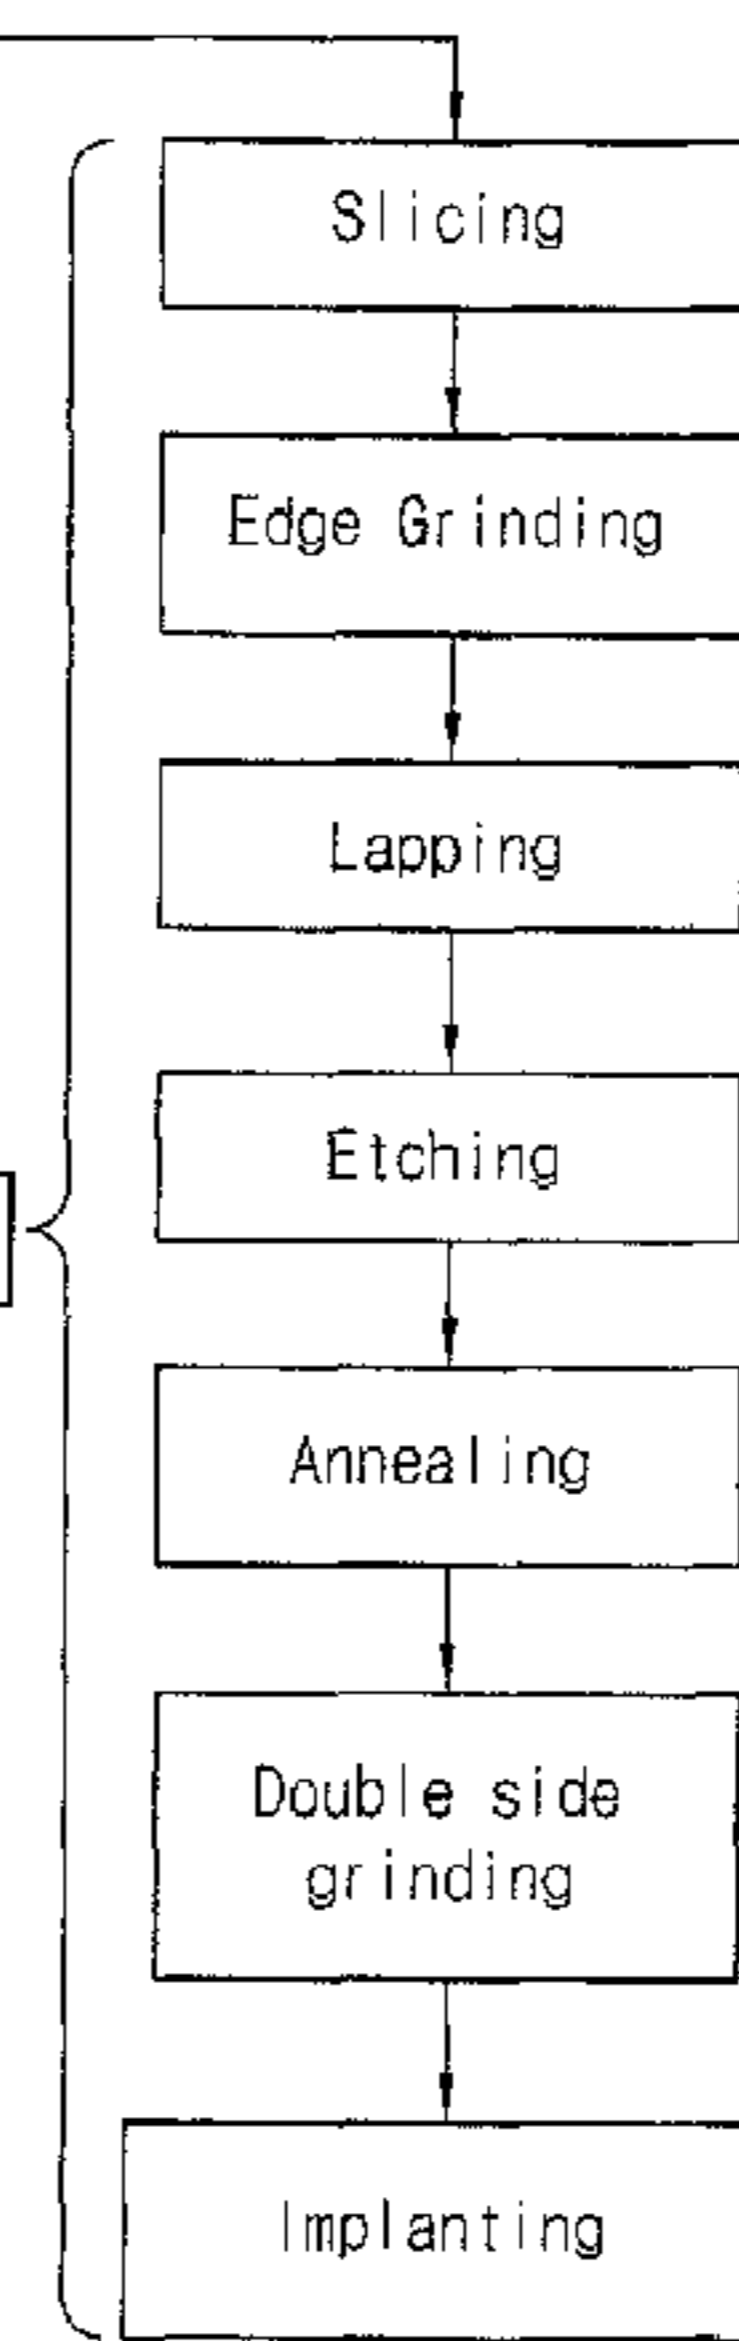 Slicing
Edge Grinding
Lapping
Etching
Annealing
Double side
grinding
Implanting